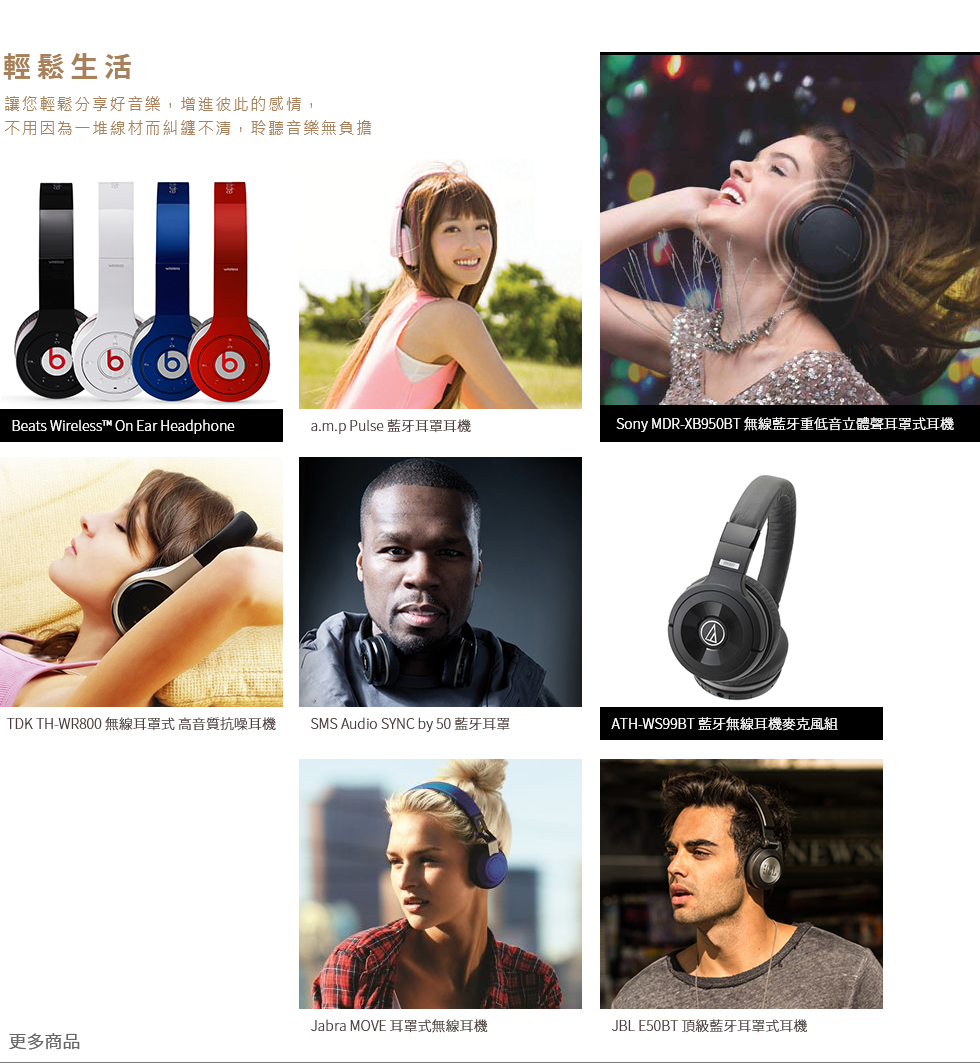 輕鬆生活
讓您輕鬆分享好音樂，增進彼此的感情，
不用因為一堆線材而糾纏不清，聆聽音樂無負擔
wireless
wireless
wireless
wireless
b
b
b
b
Beats Wireless™ On Ear Headphone
a.m.p Pulse 藍牙耳罩耳機
Sony MDR-XB950BT 無線藍牙重低音立體聲耳罩式耳機
TDK TH-WR800 無線耳罩式 高音質抗噪耳機
SMS Audio SYNC by 50 藍牙耳罩
ATH-WS99BT 藍牙無線耳機麥克風組
NEWSS
JBL
Jabra MOVE 耳罩式無線耳機
JBL E50BT 頂級藍牙耳罩式耳機
更多商品